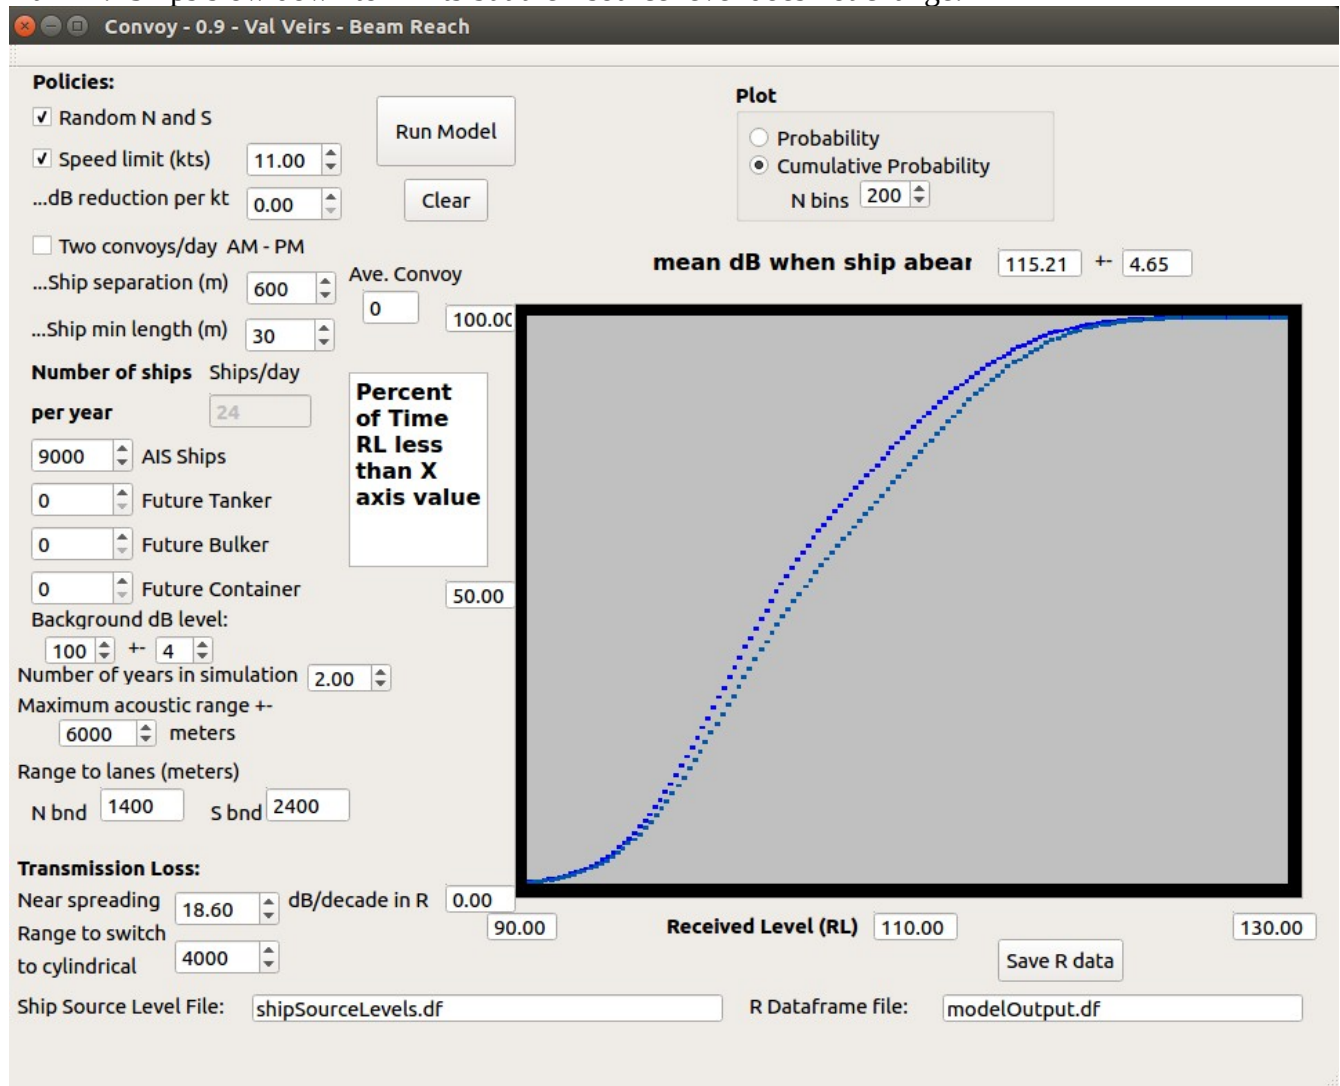 Convoy - 0.9 - Val Veirs - Beam Reach
Policies:
Random N and S
Speed limit (kts) 11.00
...dB reduction per kt 0.00
Run Model
Clear
Plot
Probability
Cumulative Probability
N bins 200
Two convoys/day AM - PM
...Ship separation (m) 600
...Ship min length (m) 30
Ave. Convoy
0
mean dB when ship abear 115.21 +- 4.65
Number of ships Ships/day
per year 24
9000 AIS Ships
0 Future Tanker
0 Future Bulker
0 Future Container
100.00
Percent
of Time
RL less
than X
axis value
50.00
Background dB level:
100 +- 4
Number of years in simulation 2.00
Maximum acoustic range +-
6000 meters
Range to lanes (meters)
N bnd 1400 S bnd 2400
Transmission Loss:
Near spreading 18.60 dB/decade in R
Range to switch
to cylindrical 4000
0.00
90.00 Received Level (RL) 110.00 130.00
Save R data
Ship Source Level File: shipSourceLevels.df R Dataframe file: modelOutput.df